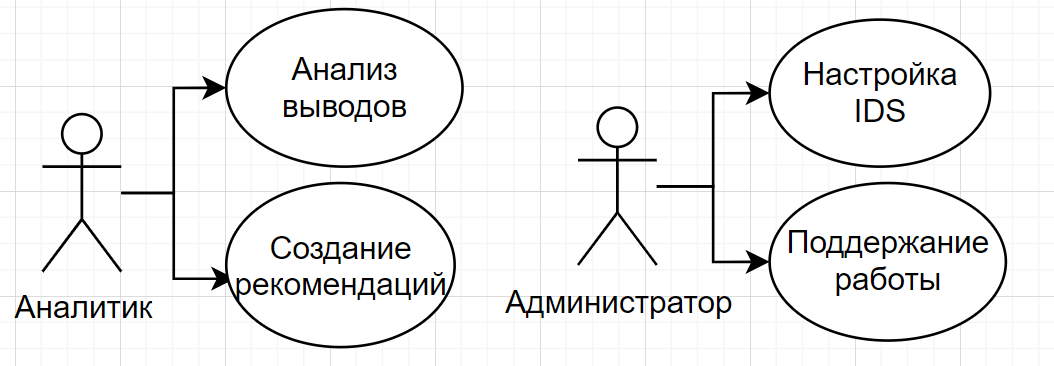 Анализ
выводов
Создание
рекомендаций
Аналитик
Настройка
IDS
Поддержание
работы
Администратор